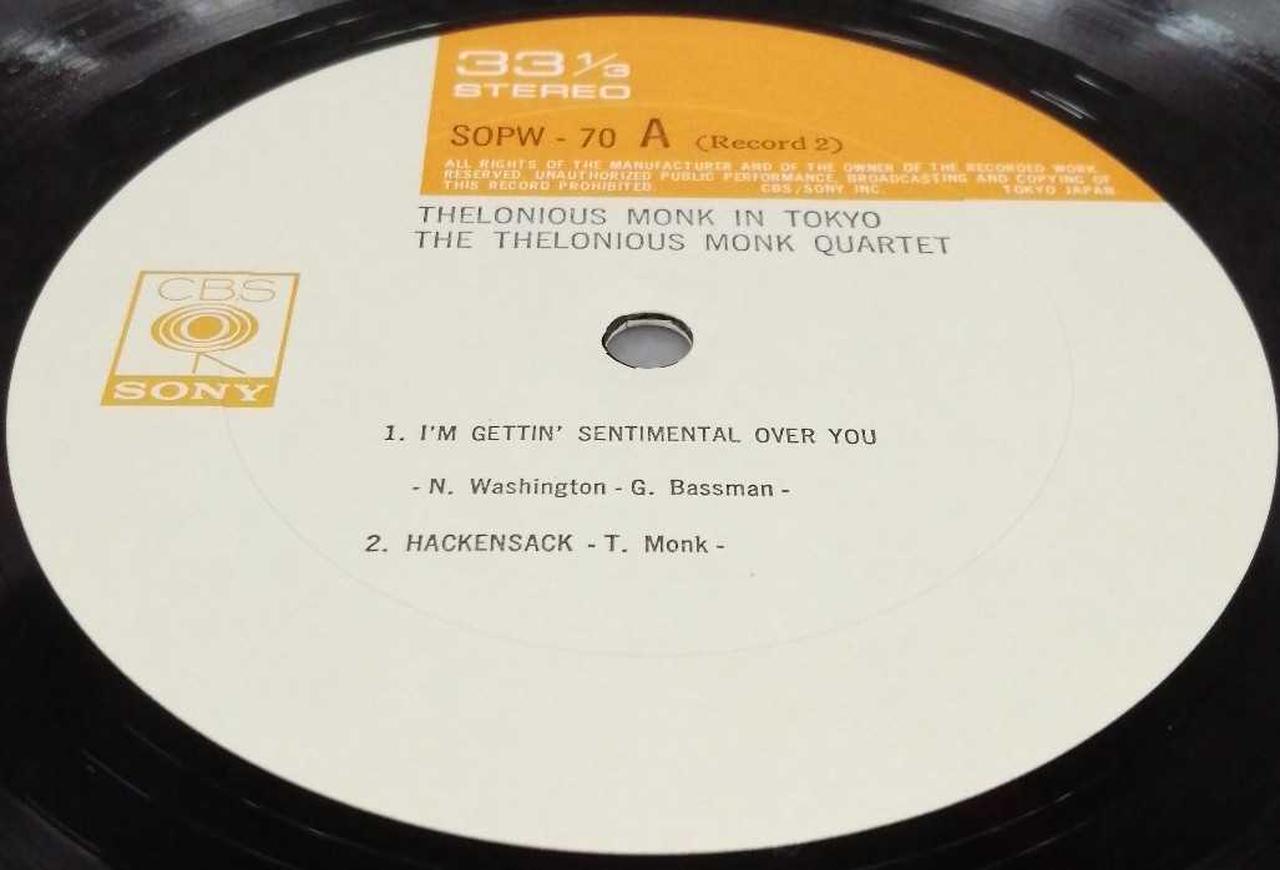 33 1/3
STEREO
SOPW - 70 A (Record 2)
ALL RIGHTS OF THE MANUFACTURER AND OF THE OWNER OF THE RECORDED WORK
RESERVED. UNAUTHORIZED PUBLIC PERFORMANCE, BROADCASTING AND COPYING OF
THIS RECORD PROHIBITED. CBS/SONY INC. TOKYO JAPAN
THELONIOUS MONK IN TOKYO
THE THELONIOUS MONK QUARTET
CBS
SONY
1. I'M GETTIN' SENTIMENTAL OVER YOU
- N. Washington - G. Bassman -
2. HACKENSACK - T. Monk -